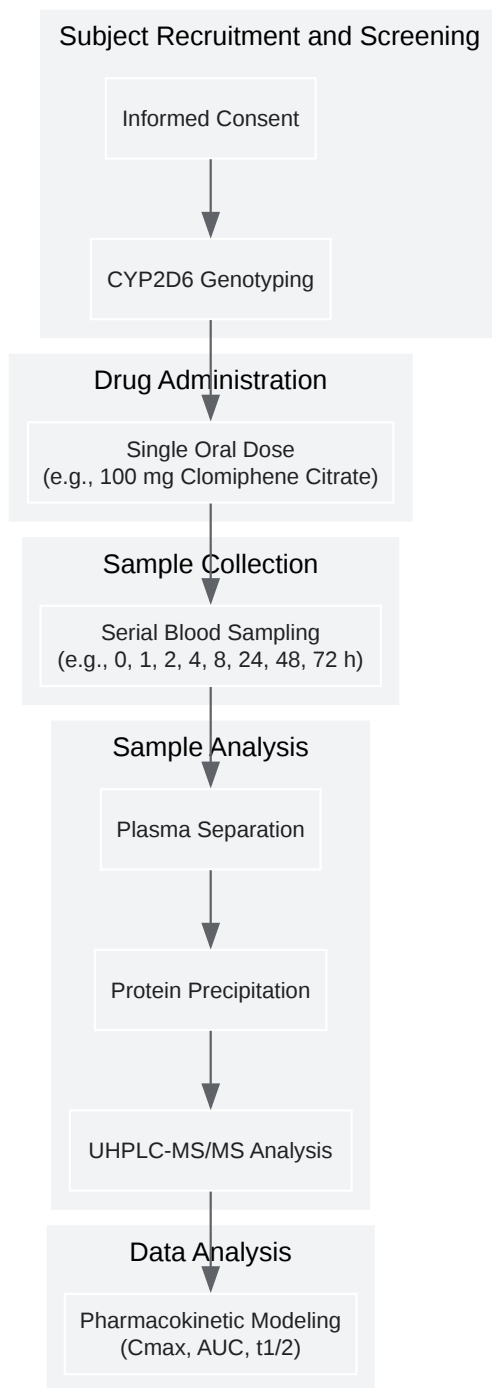 Subject Recruitment and Screening
Informed Consent
CYP2D6 Genotyping
Drug Administration
Single Oral Dose
(e.g., 100 mg Clomiphene Citrate)
Sample Collection
Serial Blood Sampling
(e.g., 0, 1, 2, 4, 8, 24, 48, 72 h)
Sample Analysis
Plasma Separation
Protein Precipitation
UHPLC-MS/MS Analysis
Data Analysis
Pharmacokinetic Modeling
(Cmax, AUC, t1/2)